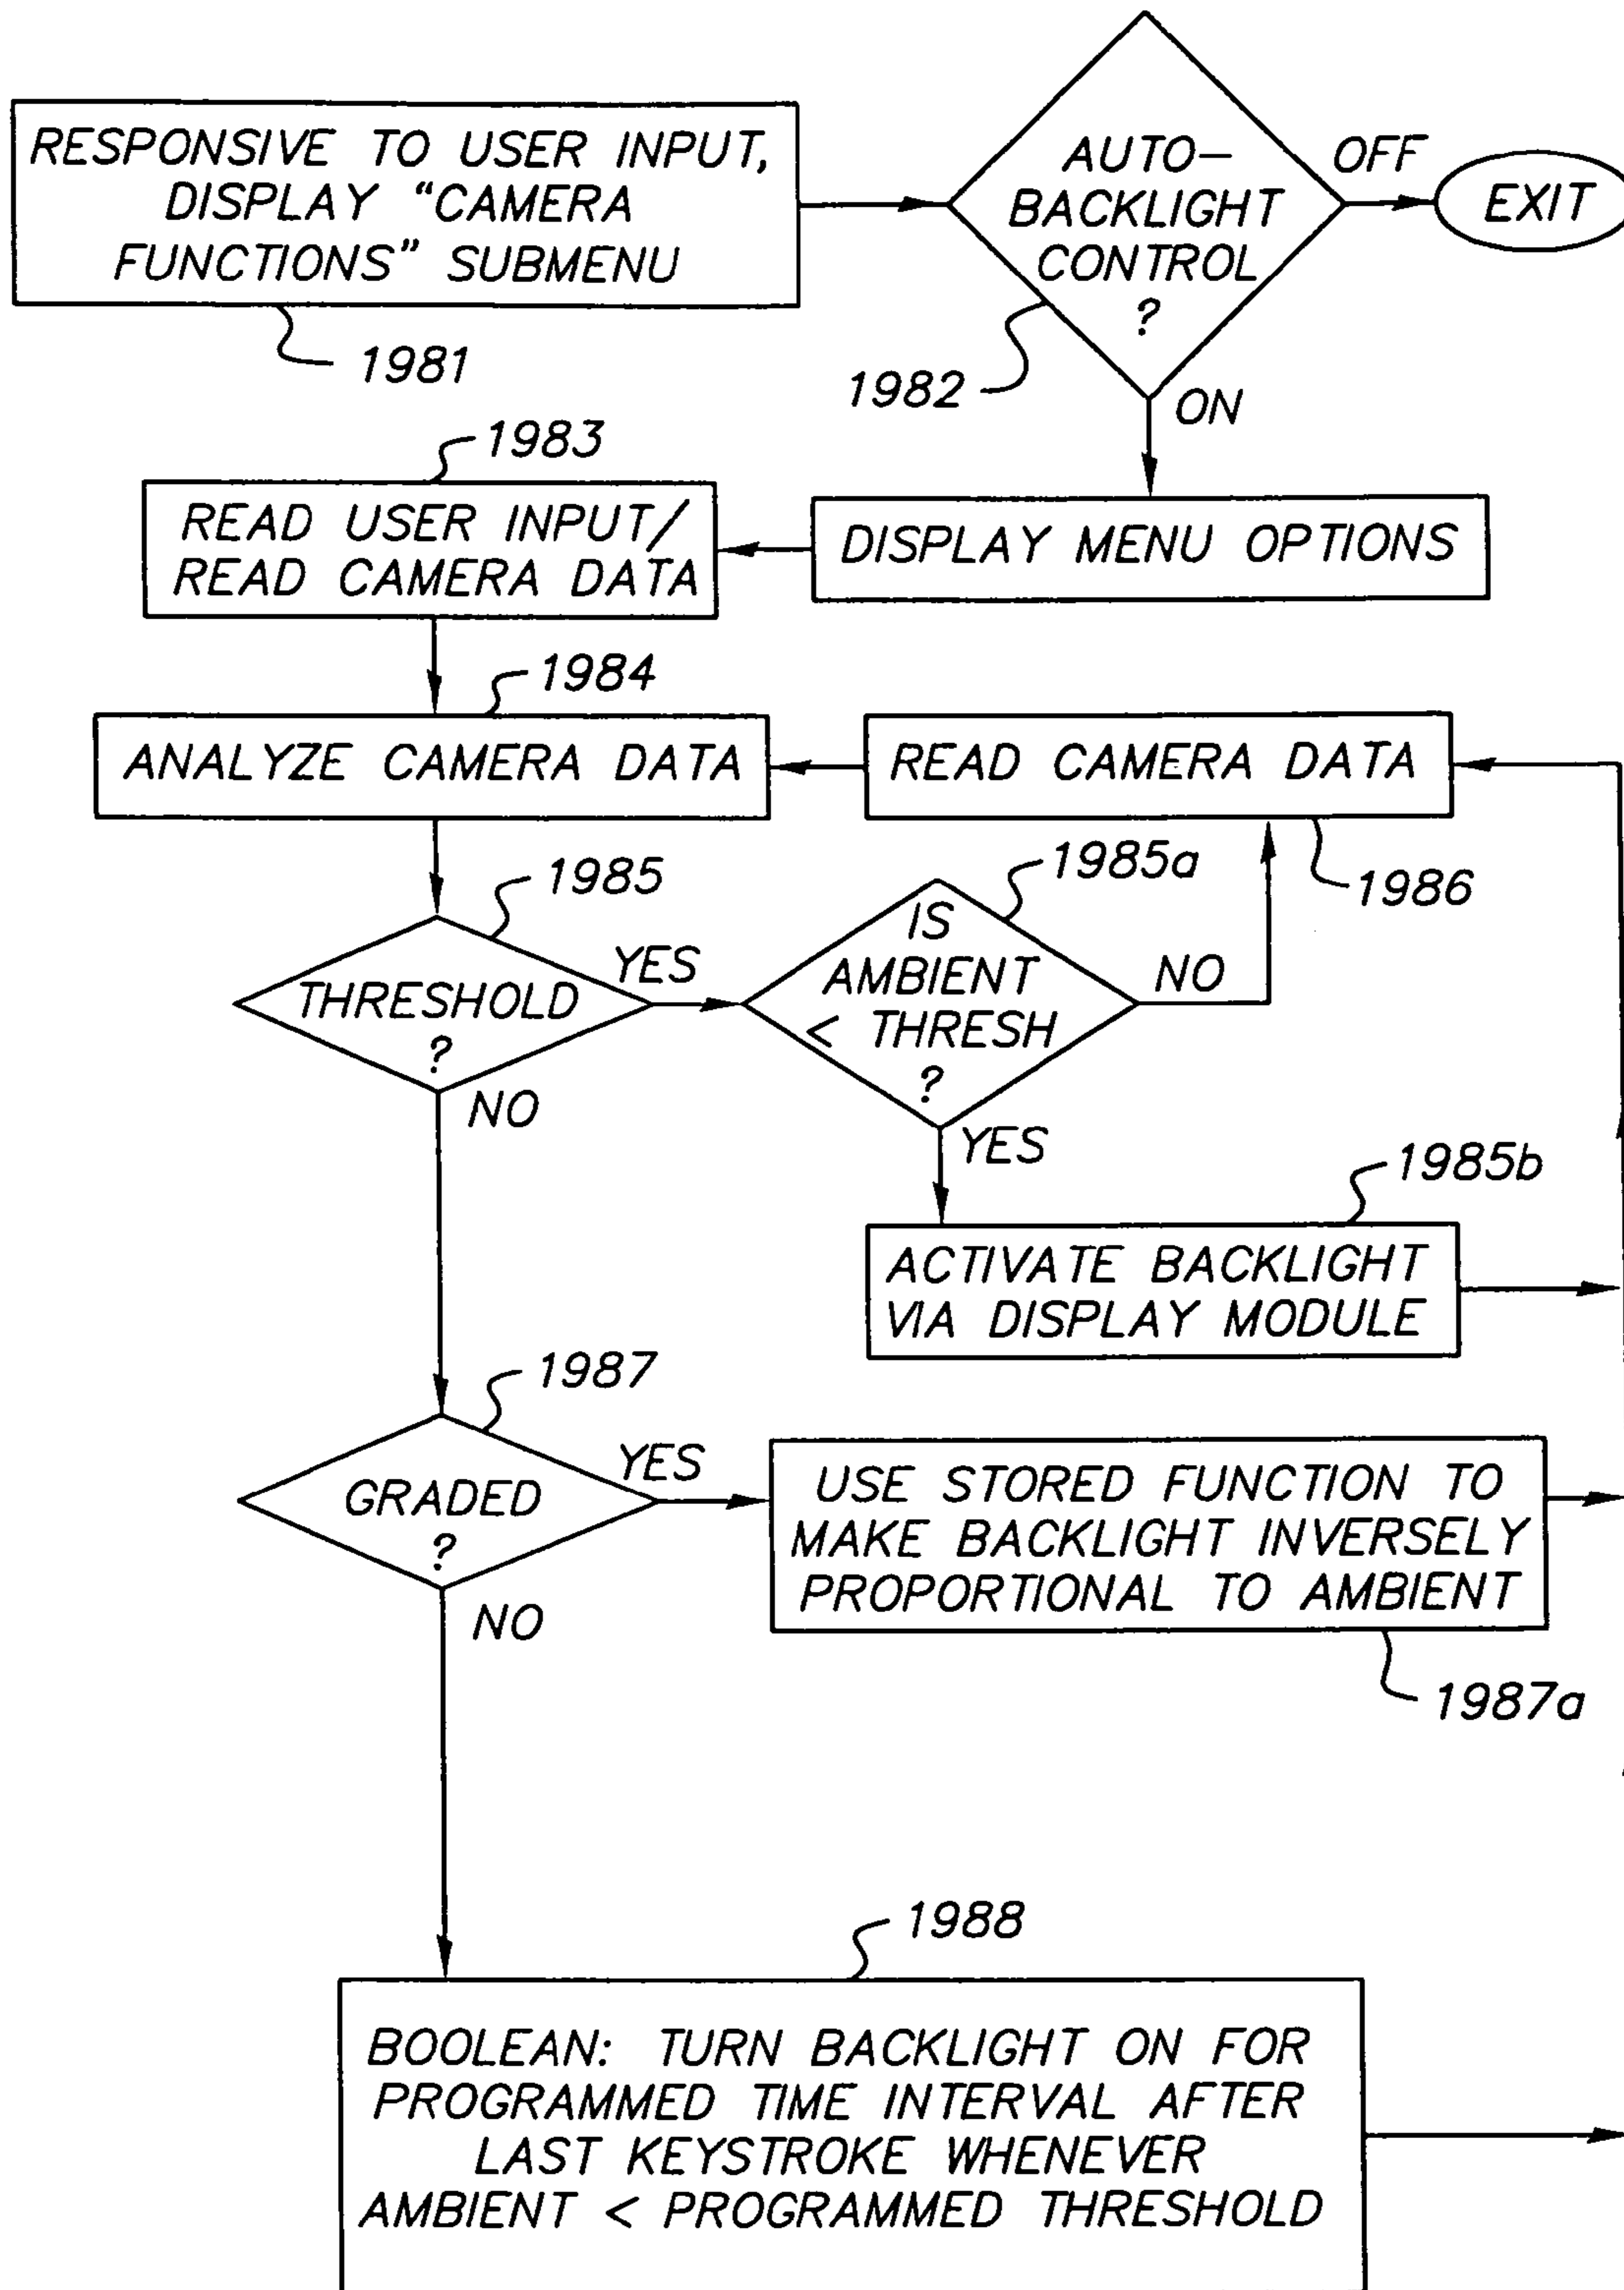 RESPONSIVE TO USER INPUT,
DISPLAY “CAMERA
FUNCTIONS” SUBMENU
1981
AUTO-
BACKLIGHT
CONTROL
?
1982
OFF
EXIT
ON
DISPLAY MENU OPTIONS
1983
READ USER INPUT/
READ CAMERA DATA
1984
ANALYZE CAMERA DATA
READ CAMERA DATA
1986
1985
THRESHOLD
?
YES
NO
1985a
IS
AMBIENT
< THRESH
?
NO
YES
1985b
ACTIVATE BACKLIGHT
VIA DISPLAY MODULE
1987
GRADED
?
YES
NO
USE STORED FUNCTION TO
MAKE BACKLIGHT INVERSELY
PROPORTIONAL TO AMBIENT
1987a
1988
BOOLEAN: TURN BACKLIGHT ON FOR
PROGRAMMED TIME INTERVAL AFTER
LAST KEYSTROKE WHENEVER
AMBIENT < PROGRAMMED THRESHOLD